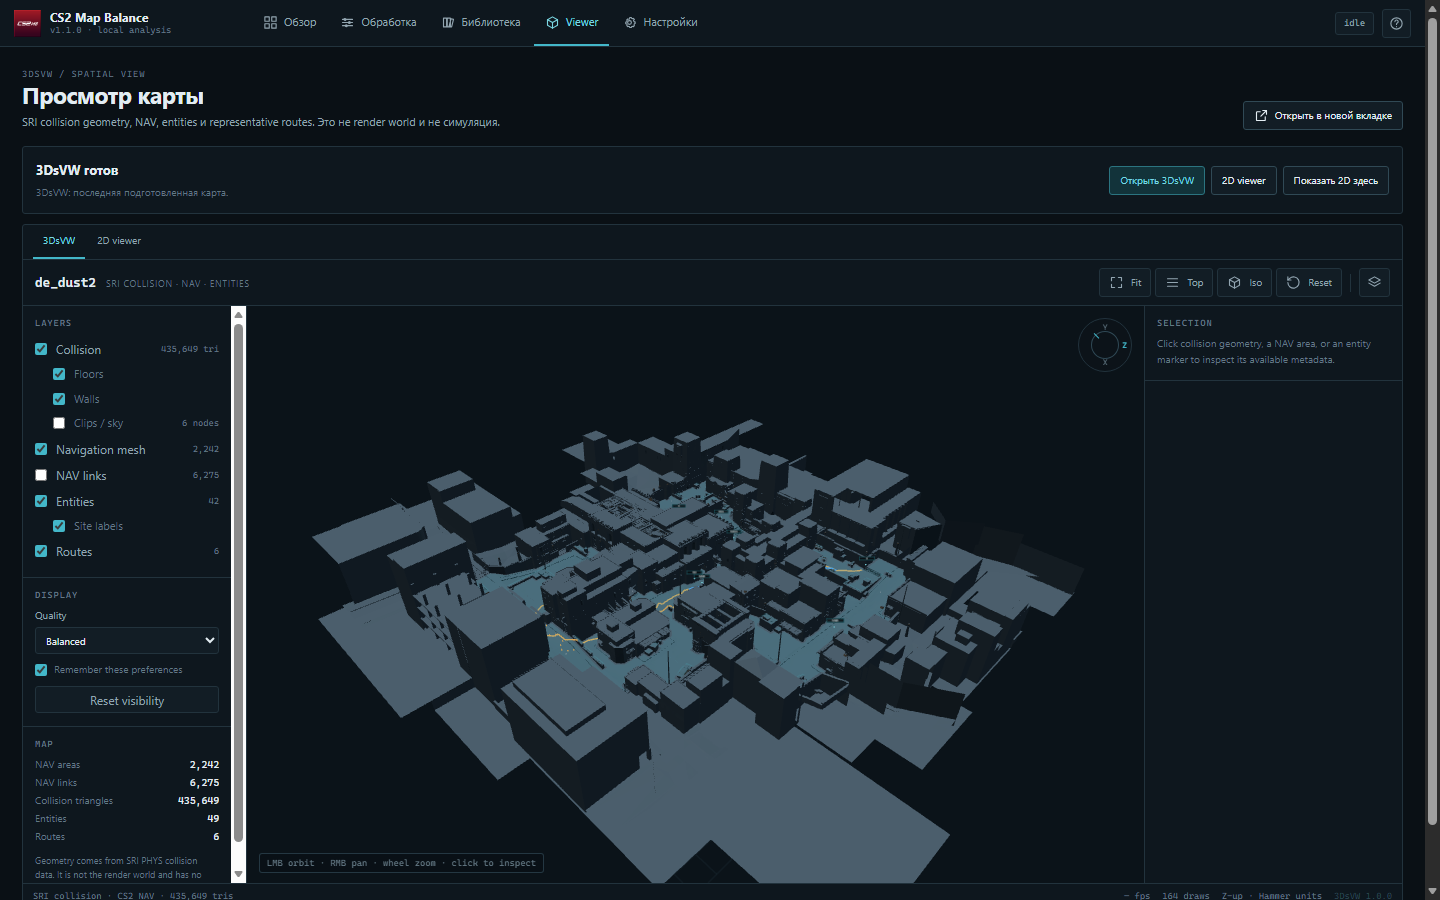 CS2 Map Balance
v1.1.0 · local analysis
Обзор
Обработка
Библиотека
Viewer
Настройки
idle
3DSVW / SPATIAL VIEW
Просмотр карты
SRI collision geometry, NAV, entities и representative routes. Это не render world и не симуляция.
Открыть в новой вкладке
3DsVW готов
3DsVW: последняя подготовленная карта.
Открыть 3DsVW
2D viewer
Показать 2D здесь
3DsVW
2D viewer
de_dust2 SRI COLLISION · NAV · ENTITIES
Fit
Top
Iso
Reset
LAYERS
Collision 435,649 tri
Floors
Walls
Clips / sky 6 nodes
Navigation mesh 2,242
NAV links 6,275
Entities 42
Site labels
Routes 6
DISPLAY
Quality
Balanced
Remember these preferences
Reset visibility
MAP
NAV areas 2,242
NAV links 6,275
Collision triangles 435,649
Entities 49
Routes 6
Geometry comes from SRI PHYS collision
data. It is not the render world and has no
Y
Z
X
LMB orbit · RMB pan · wheel zoom · click to inspect
SELECTION
Click collision geometry, a NAV area, or an entity
marker to inspect its available metadata.
SRI collision · CS2 NAV · 435,649 tris
— fps 164 draws Z-up · Hammer units 3DsVW 1.0.0